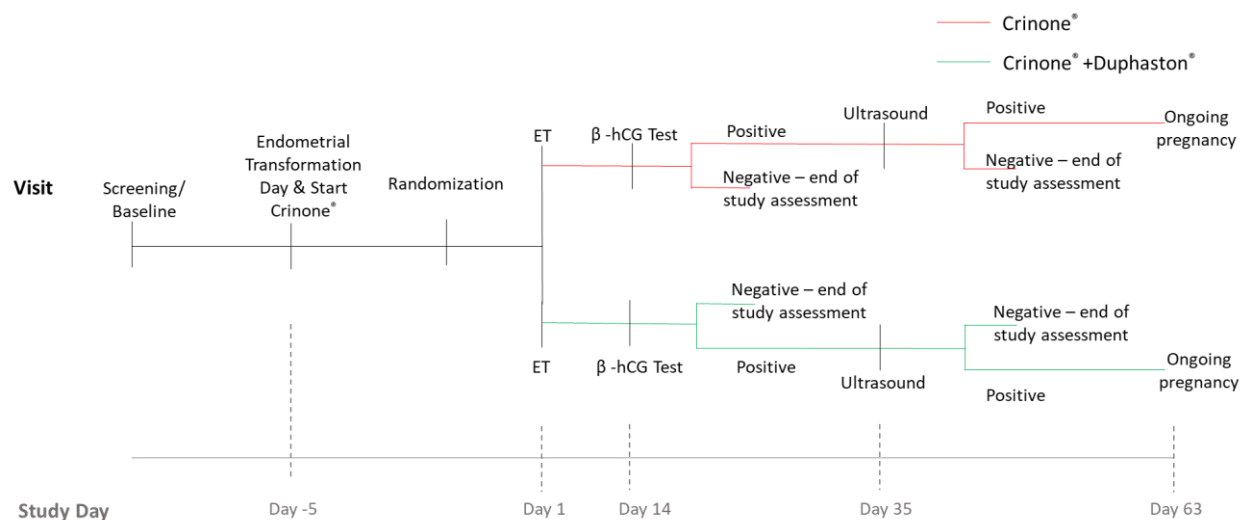 Crinone®
Crinone® +Duphaston®
Visit
Screening/
Baseline
Endometrial
Transformation
Day & Start
Crinone®
Randomization
ET
β -hCG Test
Positive
Negative – end of
study assessment
Ultrasound
Positive
Negative – end of
study assessment
Ongoing
pregnancy
ET
β -hCG Test
Negative – end of
study assessment
Positive
Ultrasound
Negative – end of
study assessment
Positive
Ongoing
pregnancy
Study Day
Day -5
Day 1
Day 14
Day 35
Day 63